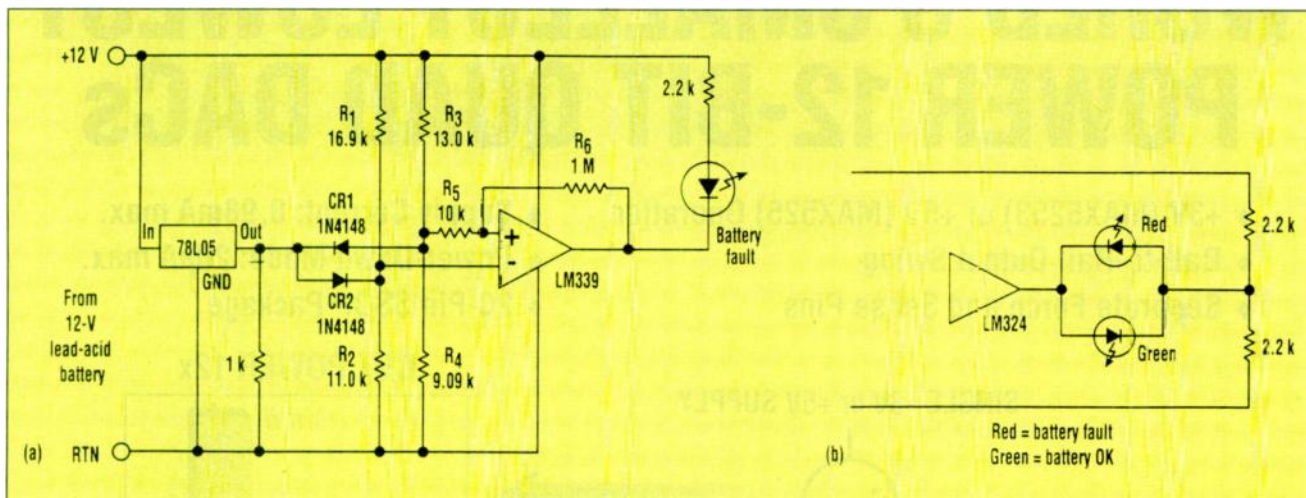 +12 V
R1
16.9 k
R3
13.0 k
2.2 k
R6
1 M
R5
10 k
CR1
1N4148
In
78L05
Out
GND
CR2
1N4148
+
-
LM339
Battery
fault
From
12-V
lead-acid
battery
1 k
R2
11.0 k
R4
9.09 k
(a)
RTN
Red
2.2 k
LM324
Green
2.2 k
Red = battery fault
Green = battery OK
(b)